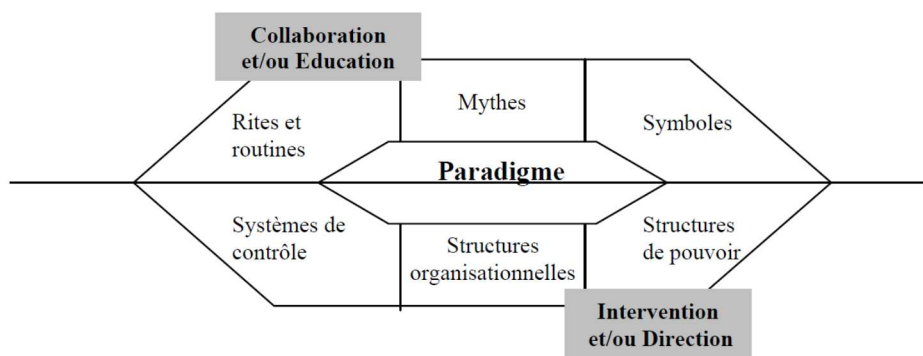 Collaboration
et/ou Education
Mythes
Rites et
routines
Symboles
Paradigme
Systèmes de
contrôle
Structures
organisationnelles
Structures
de pouvoir
Intervention
et/ou Direction